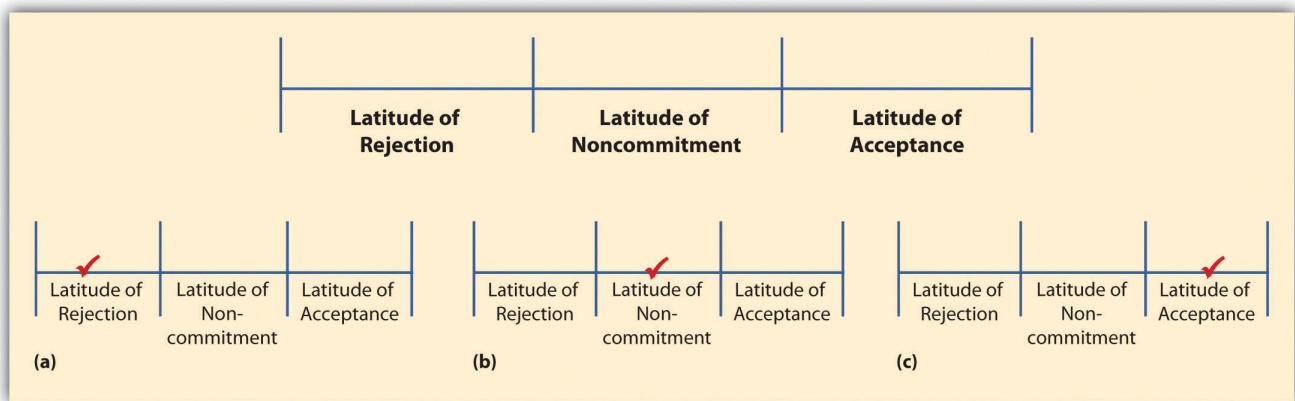 Latitude of Rejection
Latitude of Noncommitment
Latitude of Acceptance
Latitude of Rejection
Latitude of Non-commitment
Latitude of Acceptance
(a)
Latitude of Rejection
Latitude of Non-commitment
Latitude of Acceptance
(b)
Latitude of Rejection
Latitude of Non-commitment
Latitude of Acceptance
(c)